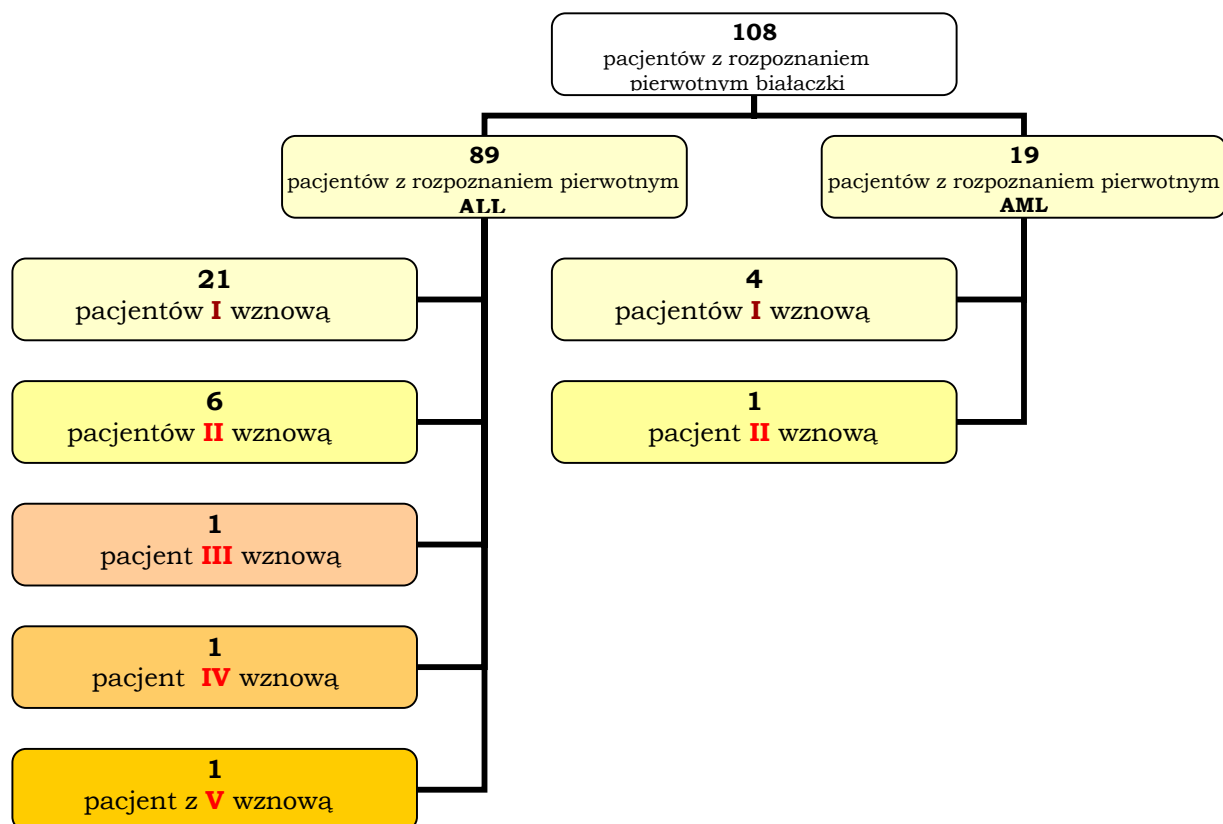 108
pacjentów z rozpoznaniem
pierwotnym białaczki
89
pacjentów z rozpoznaniem pierwotnym
ALL
19
pacjentów z rozpoznaniem pierwotnym
AML
21
pacjentów I wznową
4
pacjentów I wznową
6
pacjentów II wznową
1
pacjent II wznową
1
pacjent III wznową
1
pacjent IV wznową
1
pacjent z V wznową